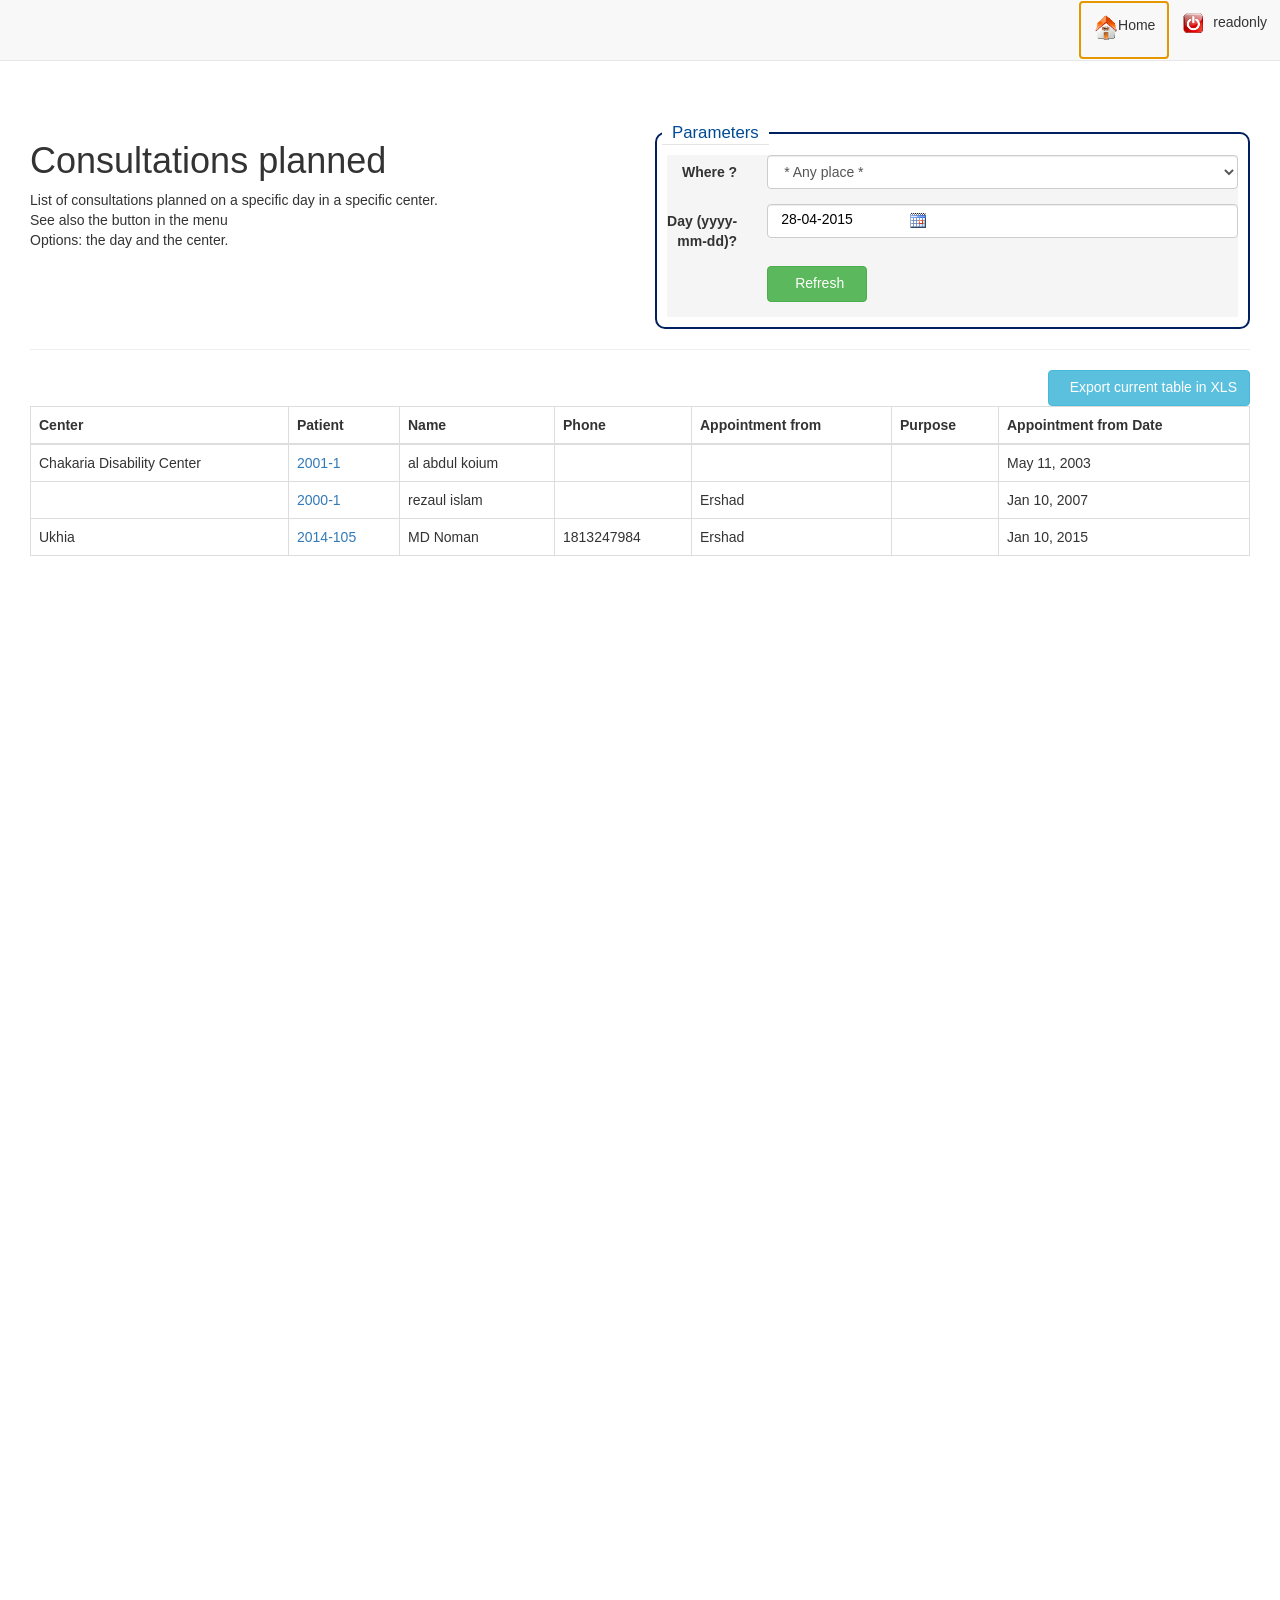 Home
readonly
Consultations planned
List of consultations planned on a specific day in a specific center.
See also the button in the menu
Options: the day and the center.
Parameters
Where ?
* Any place *
Day (yyyy-
mm-dd)?
28-04-2015
Refresh
Export current table in XLS
Center Patient Name Phone Appointment from Purpose Appointment from Date
Chakaria Disability Center 2001-1 al abdul koium May 11, 2003
2000-1 rezaul islam Ershad Jan 10, 2007
Ukhia 2014-105 MD Noman 1813247984 Ershad Jan 10, 2015